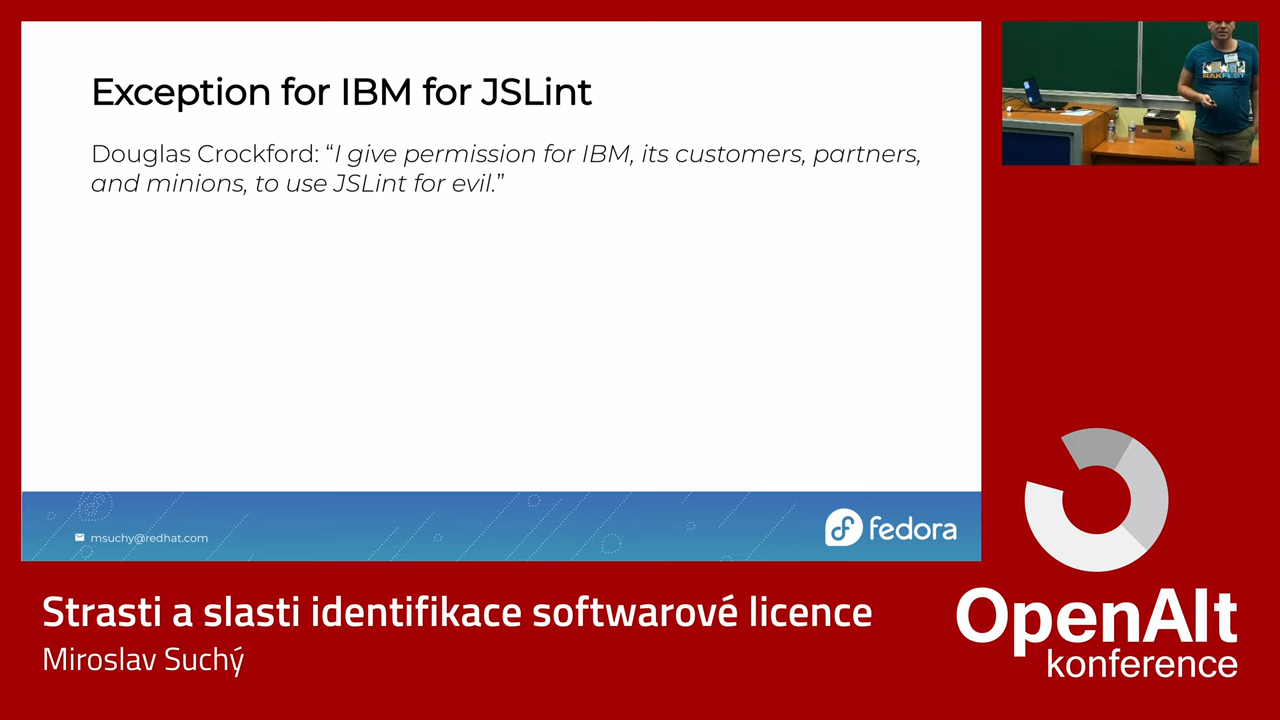 Exception for IBM for JSLint
Douglas Crockford: “I give permission for IBM, its customers, partners,
and minions, to use JSLint for evil.”
msuchy@redhat.com
fedora
RAKFEST
Strasti a slasti identifikace softwarové licence
Miroslav Suchý
OpenAlt
konference